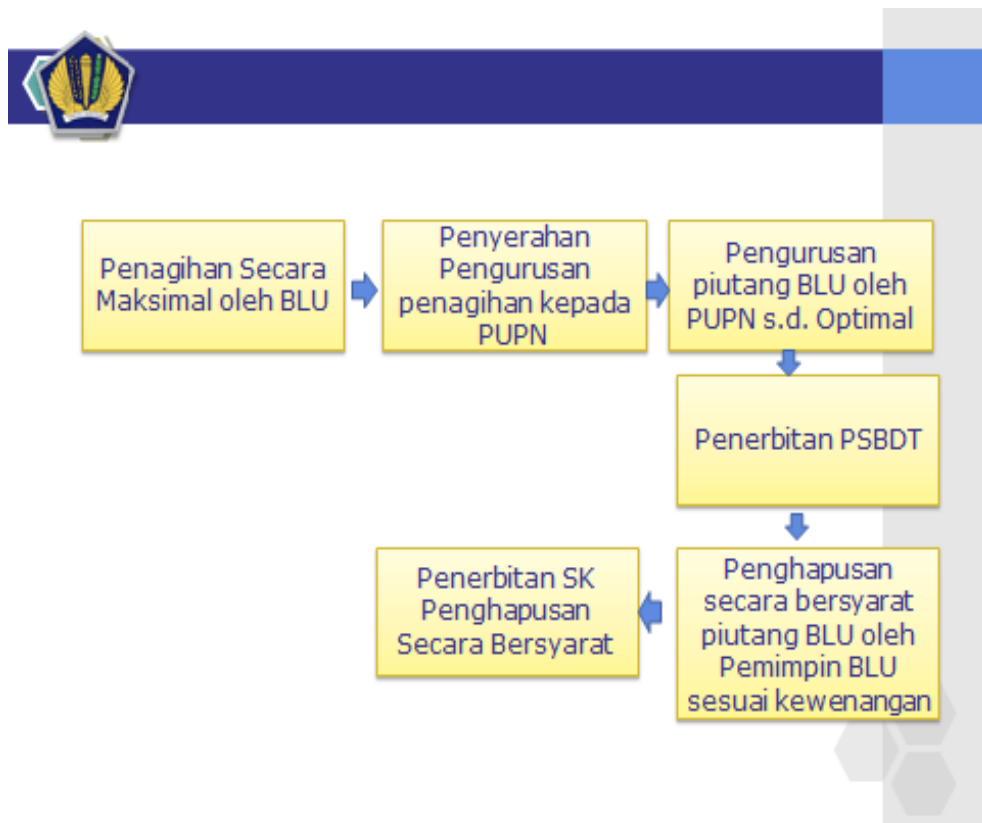 Penagihan Secara
Maksimal oleh BLU
Penyerahan
Pengurusan
penagihan kepada
PUPN
Pengurusan
piutang BLU oleh
PUPN s.d. Optimal
Penerbitan PSBDT
Penghapusan
secara bersyarat
piutang BLU oleh
Pemimpin BLU
sesuai kewenangan
Penerbitan SK
Penghapusan
Secara Bersyarat